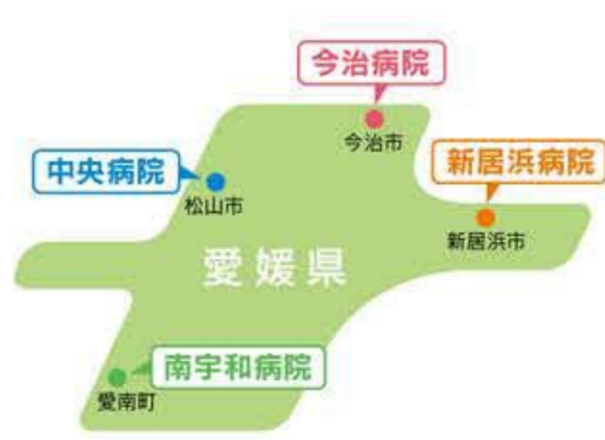 今治病院
今治市
中央病院
松山市
新居浜病院
新居浜市
愛媛県
南宇和病院
愛南町